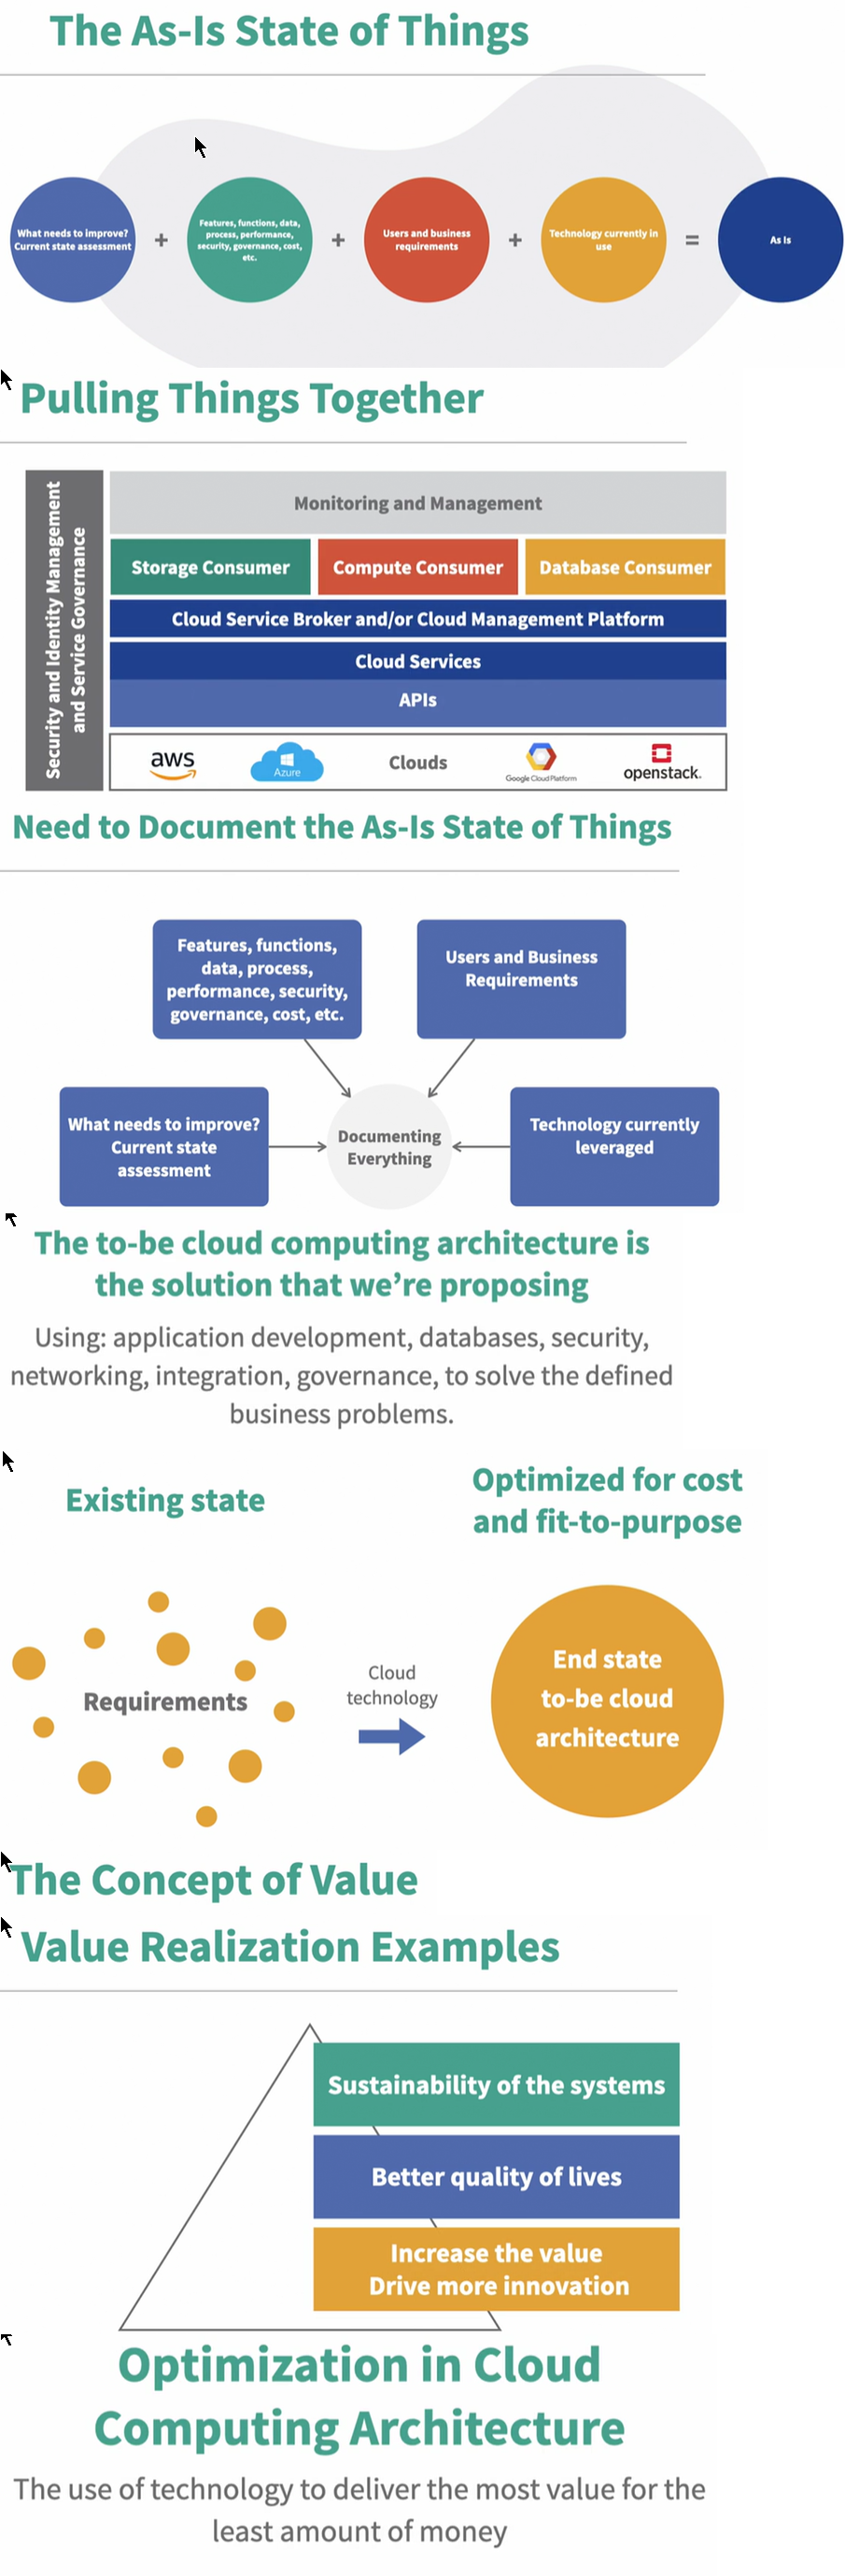 The As-Is State of Things
What needs to improve?
Current state assessment
+
Features, functions, data,
process, performance,
security, governance, cost,
etc.
+
Users and business
requirements
+
Technology currently in
use
=
As Is
Pulling Things Together
Security and Identity Management
and Service Governance
Monitoring and Management
Storage Consumer
Compute Consumer
Database Consumer
Cloud Service Broker and/or Cloud Management Platform
Cloud Services
APIs
aws
Azure
Clouds
Google Cloud Platform
openstack.
Need to Document the As-Is State of Things
Features, functions,
data, process,
performance, security,
governance, cost, etc.
Users and Business
Requirements
What needs to improve?
Current state
assessment
Documenting
Everything
Technology currently
leveraged
The to-be cloud computing architecture is
the solution that we’re proposing
Using: application development, databases, security,
networking, integration, governance, to solve the defined
business problems.
Existing state
Optimized for cost
and fit-to-purpose
Requirements
Cloud
technology
End state
to-be cloud
architecture
The Concept of Value
Value Realization Examples
Sustainability of the systems
Better quality of lives
Increase the value
Drive more innovation
Optimization in Cloud
Computing Architecture
The use of technology to deliver the most value for the
least amount of money